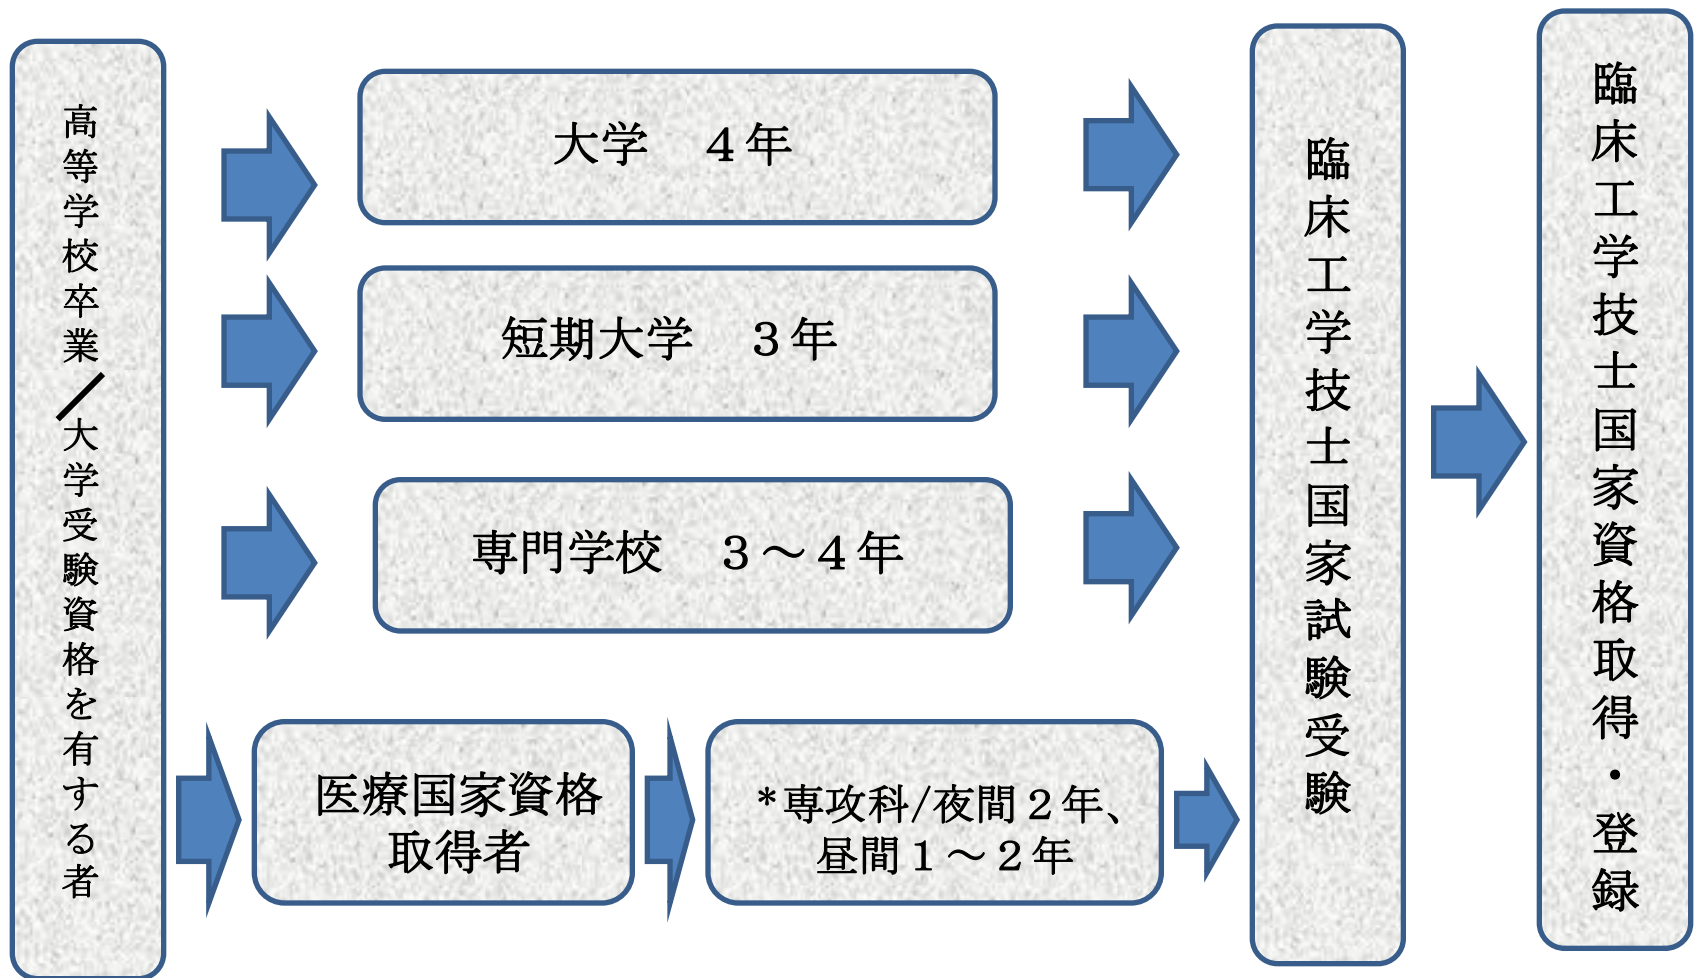 高等学校卒業／大学受験資格を有する者
大学　４年
短期大学　３年
専門学校　３～４年
医療国家資格
取得者
*専攻科/夜間２年、
昼間１～２年
臨床工学技士国家試験受験
臨床工学技士国家資格取得・登録